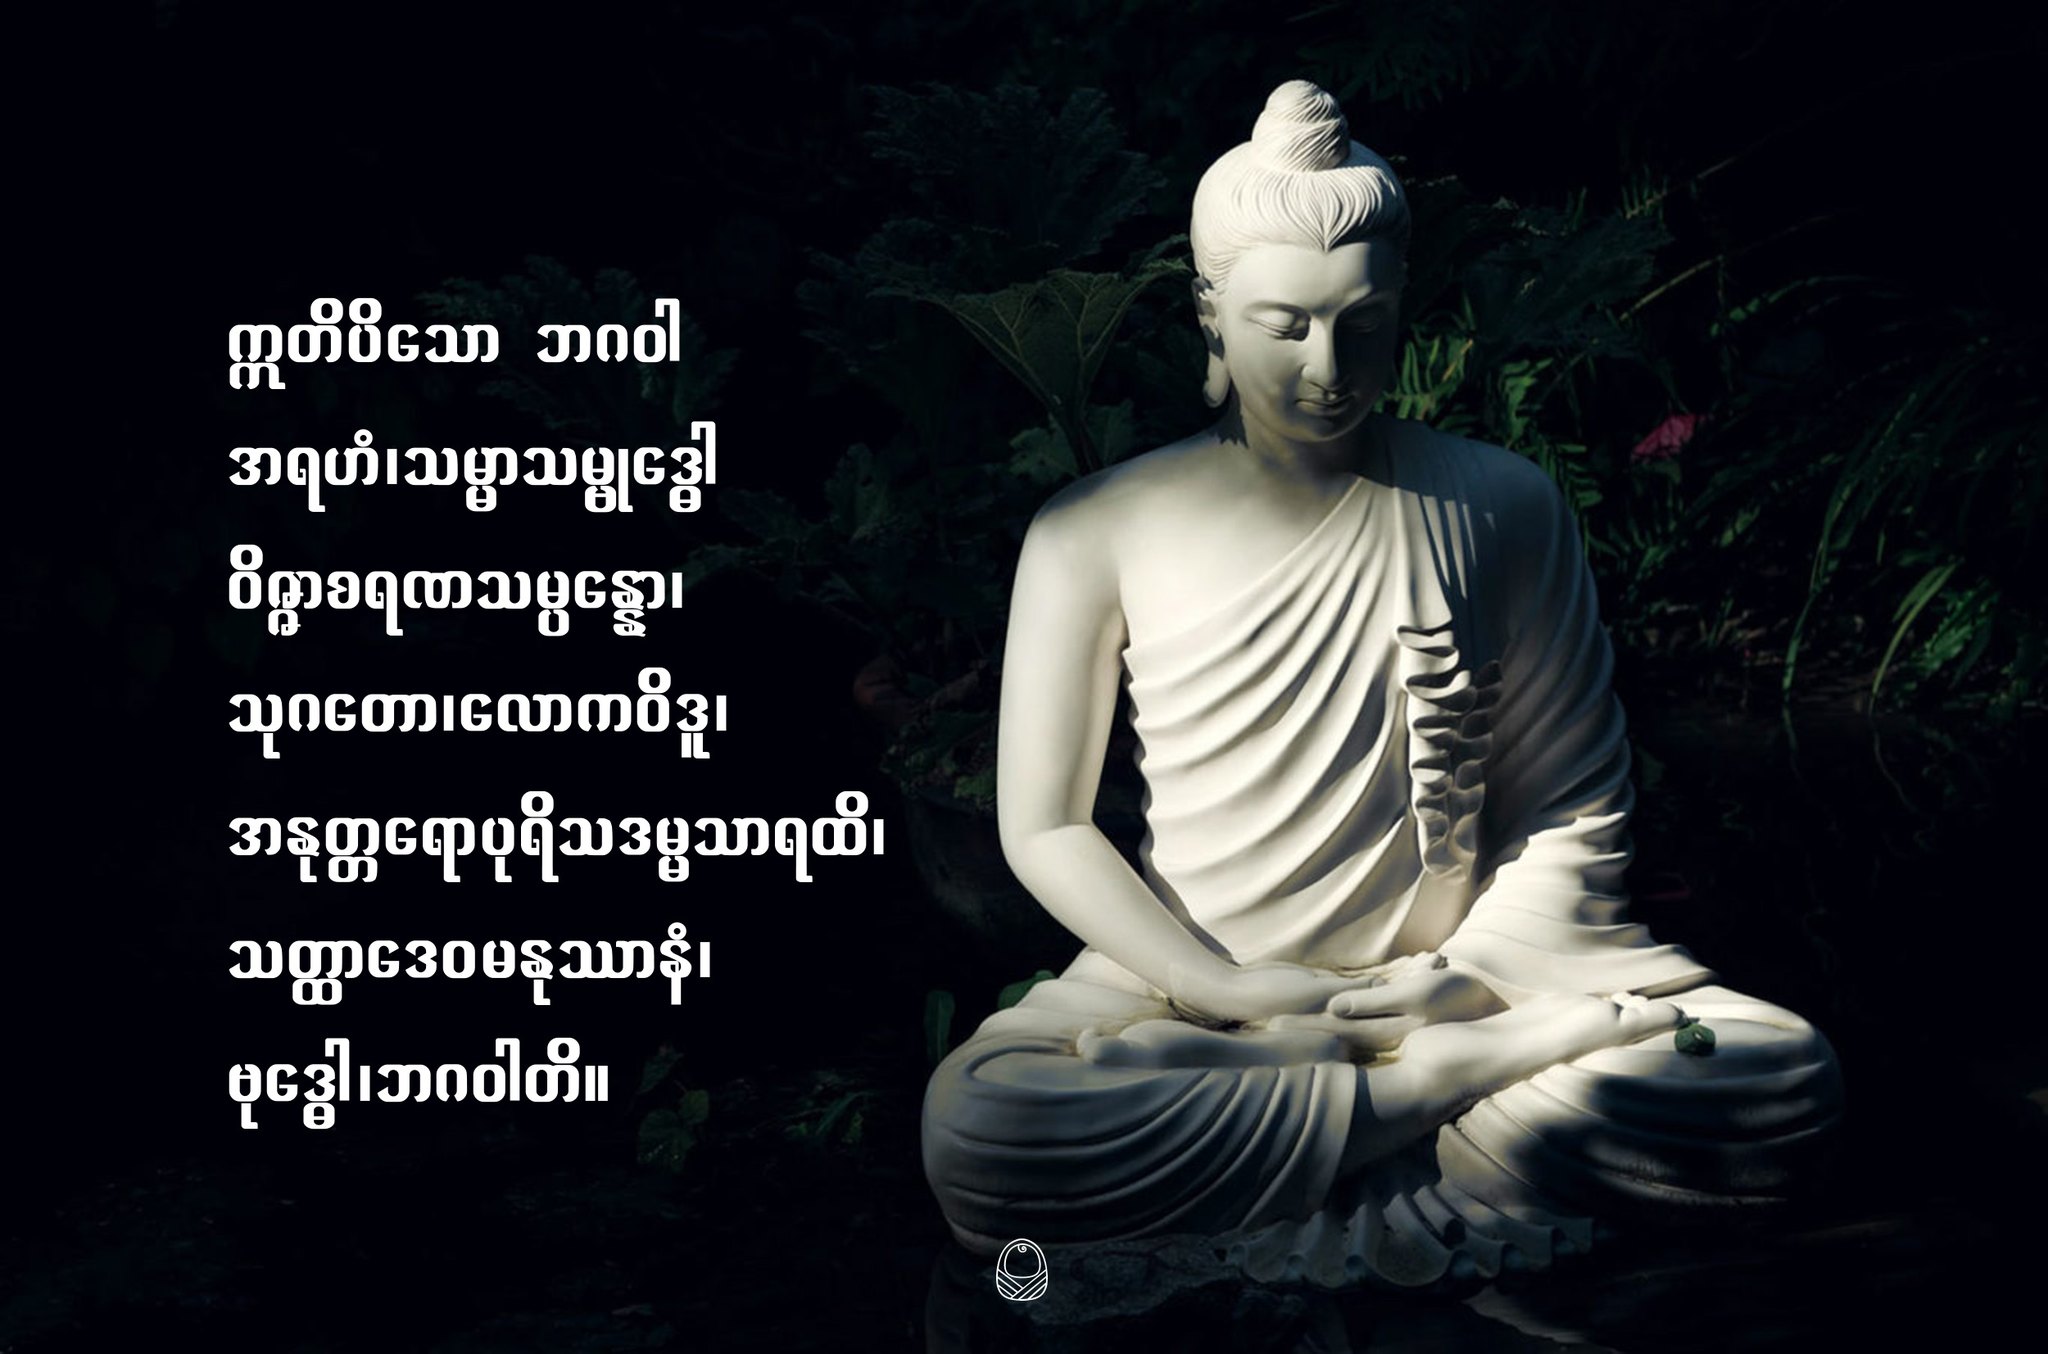 ဣတိပိသော ဘဂဝါ
အရဟံ၊သမ္မာသမ္ဗုဒ္ဓေါ
ဝိဇ္ဇာစရဏသမ္ပန္နော၊
သုဂတော၊လောကဝိဒူ၊
အနုတ္တရောပုရိသဒမ္မသာရထိ၊
သတ္ထာဒေဝမနုဿာနံ၊
ဗုဒ္ဓေါ၊ဘဂဝါတိ။